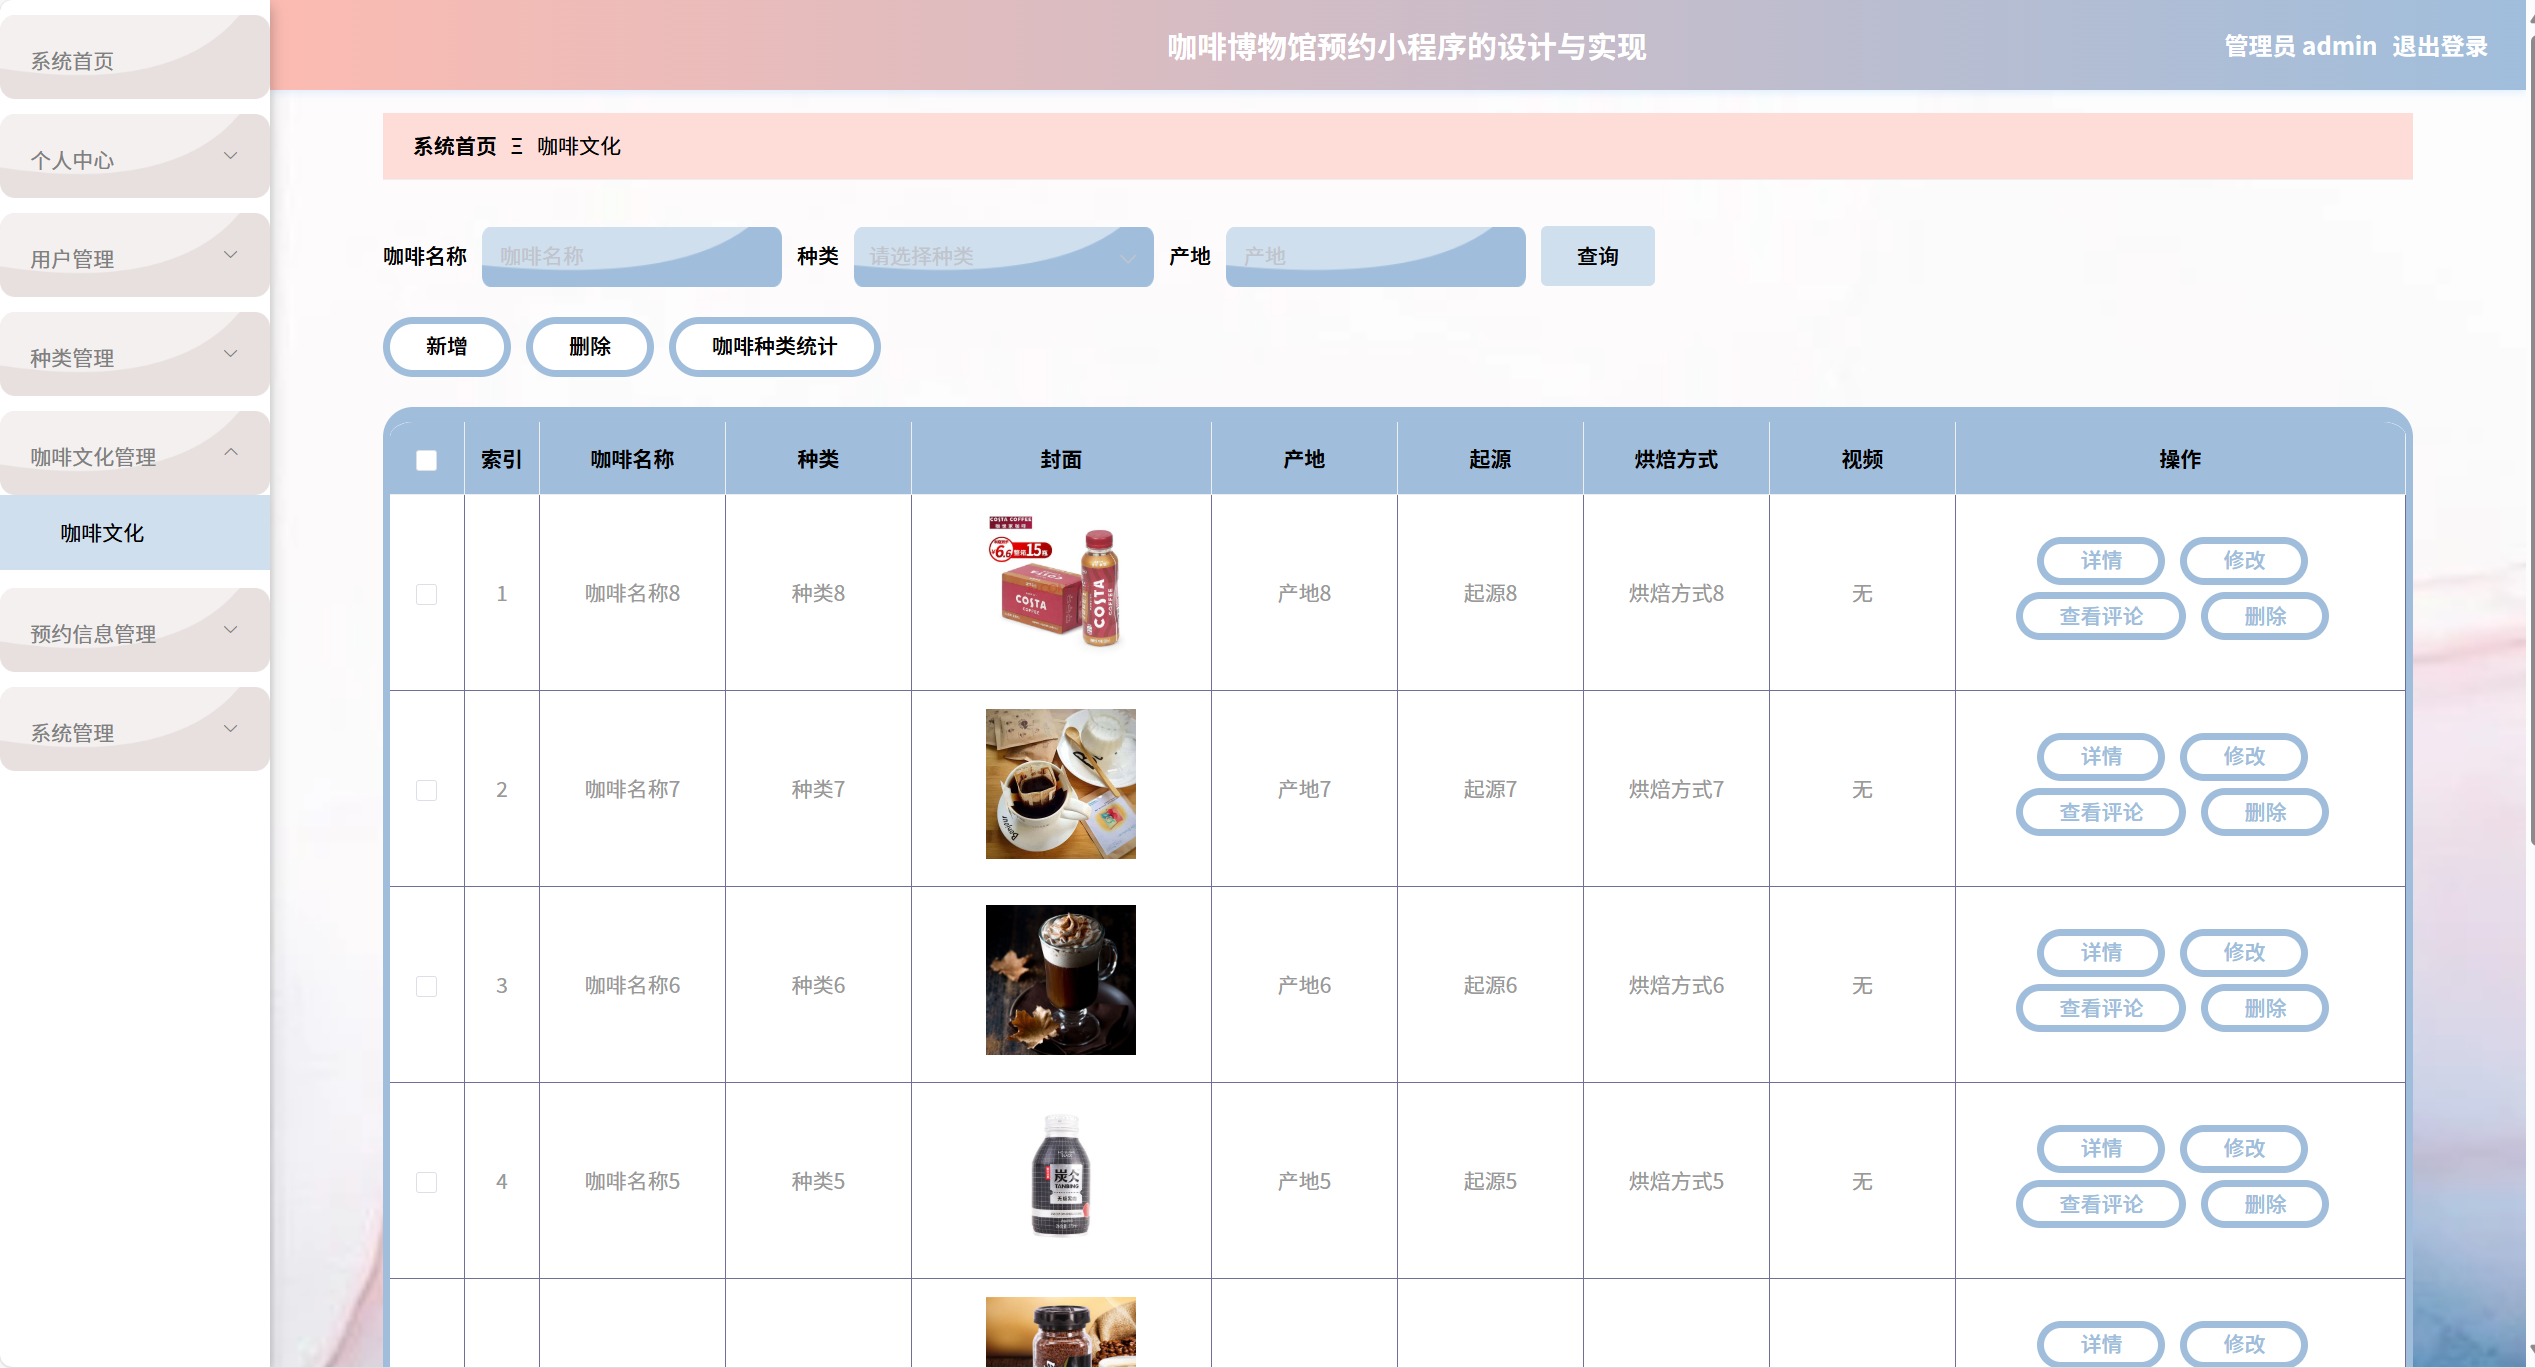 咖啡博物馆预约小程序的设计与实现
管理员 admin 退出登录
系统首页
个人中心
用户管理
种类管理
咖啡文化管理
咖啡文化
预约信息管理
系统管理
系统首页 Ξ 咖啡文化
咖啡名称 咖啡名称 种类 请选择种类 产地 产地 查询
新增 删除 咖啡种类统计
索引 咖啡名称 种类 封面 产地 起源 烘焙方式 视频 操作
COSTA COFFEE
6.6 15
COSTA
COFFEE
COSTA
1 咖啡名称8 种类8 产地8 起源8 烘焙方式8 无
详情 修改
查看评论 删除
Bonjour
2 咖啡名称7 种类7 产地7 起源7 烘焙方式7 无
详情 修改
查看评论 删除
3 咖啡名称6 种类6 产地6 起源6 烘焙方式6 无
详情 修改
查看评论 删除
TANBING
4 咖啡名称5 种类5 产地5 起源5 烘焙方式5 无
详情 修改
查看评论 删除
详情 修改